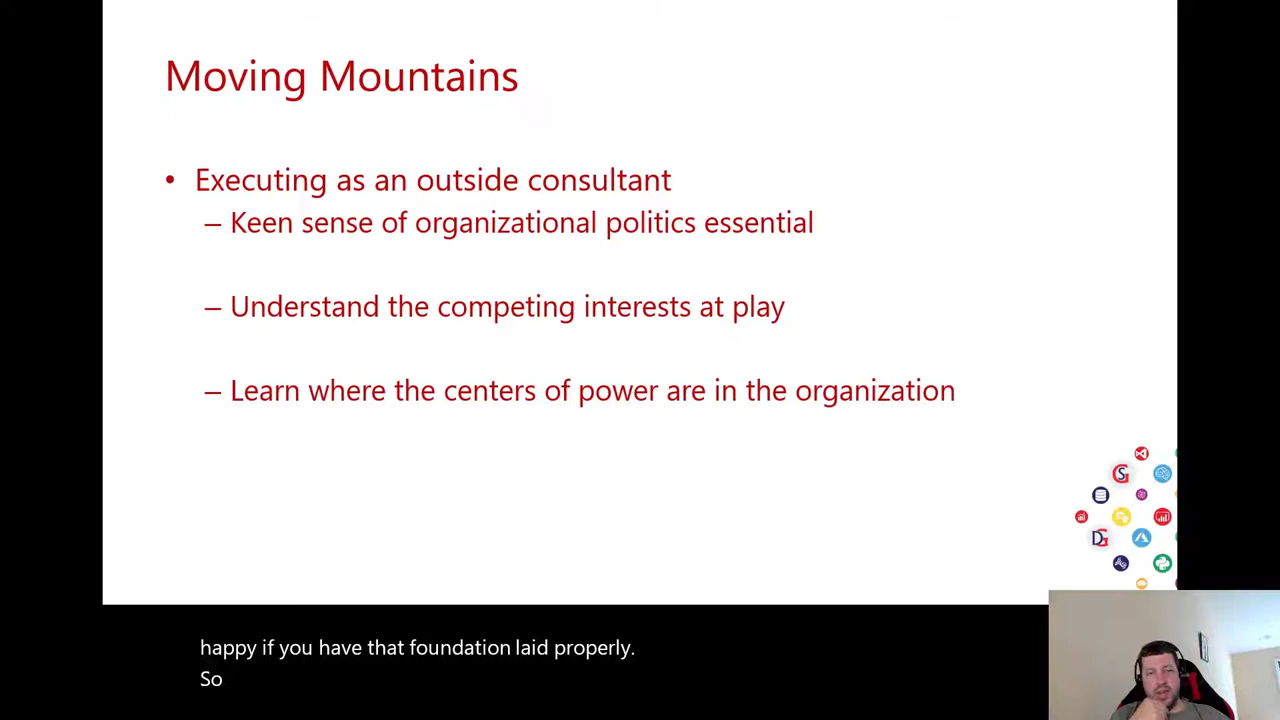 Moving Mountains
• Executing as an outside consultant
– Keen sense of organizational politics essential
– Understand the competing interests at play
– Learn where the centers of power are in the organization
GS
DG
happy if you have that foundation laid properly.
So